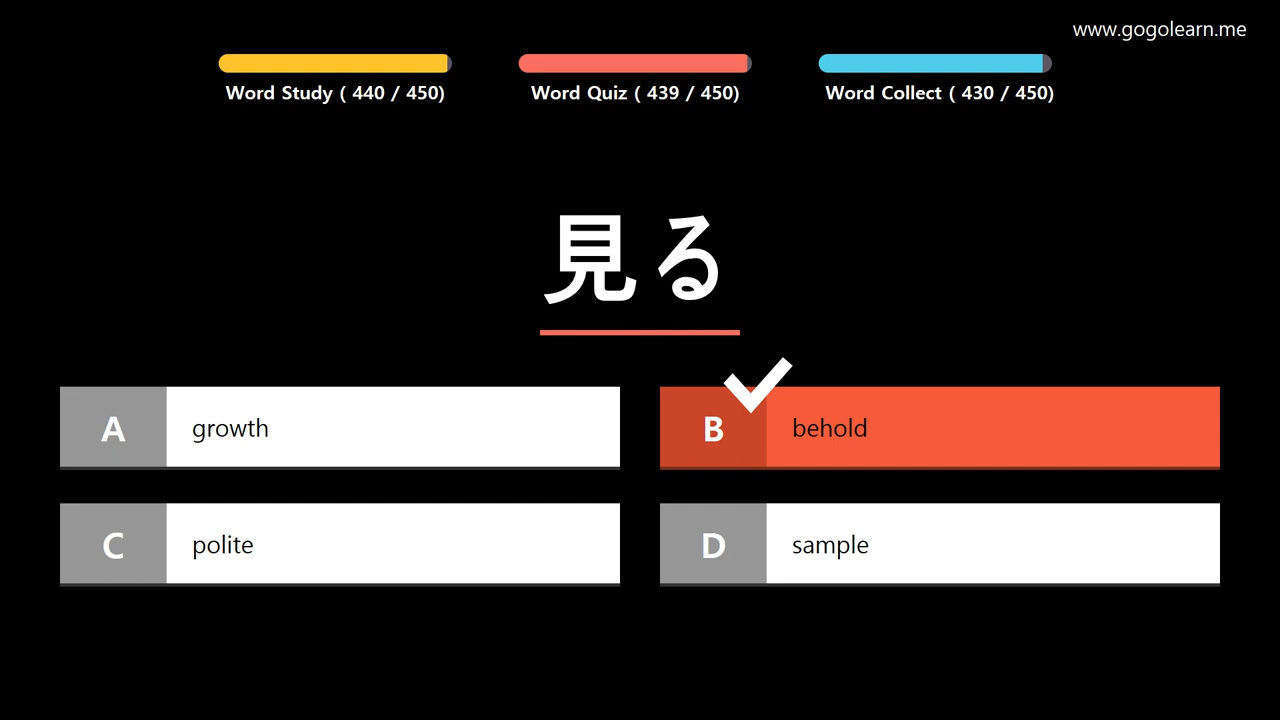 www.gogolearn.me
Word Study ( 440 / 450)
Word Quiz ( 439 / 450)
Word Collect ( 430 / 450)
見る
A growth
B behold
C polite
D sample